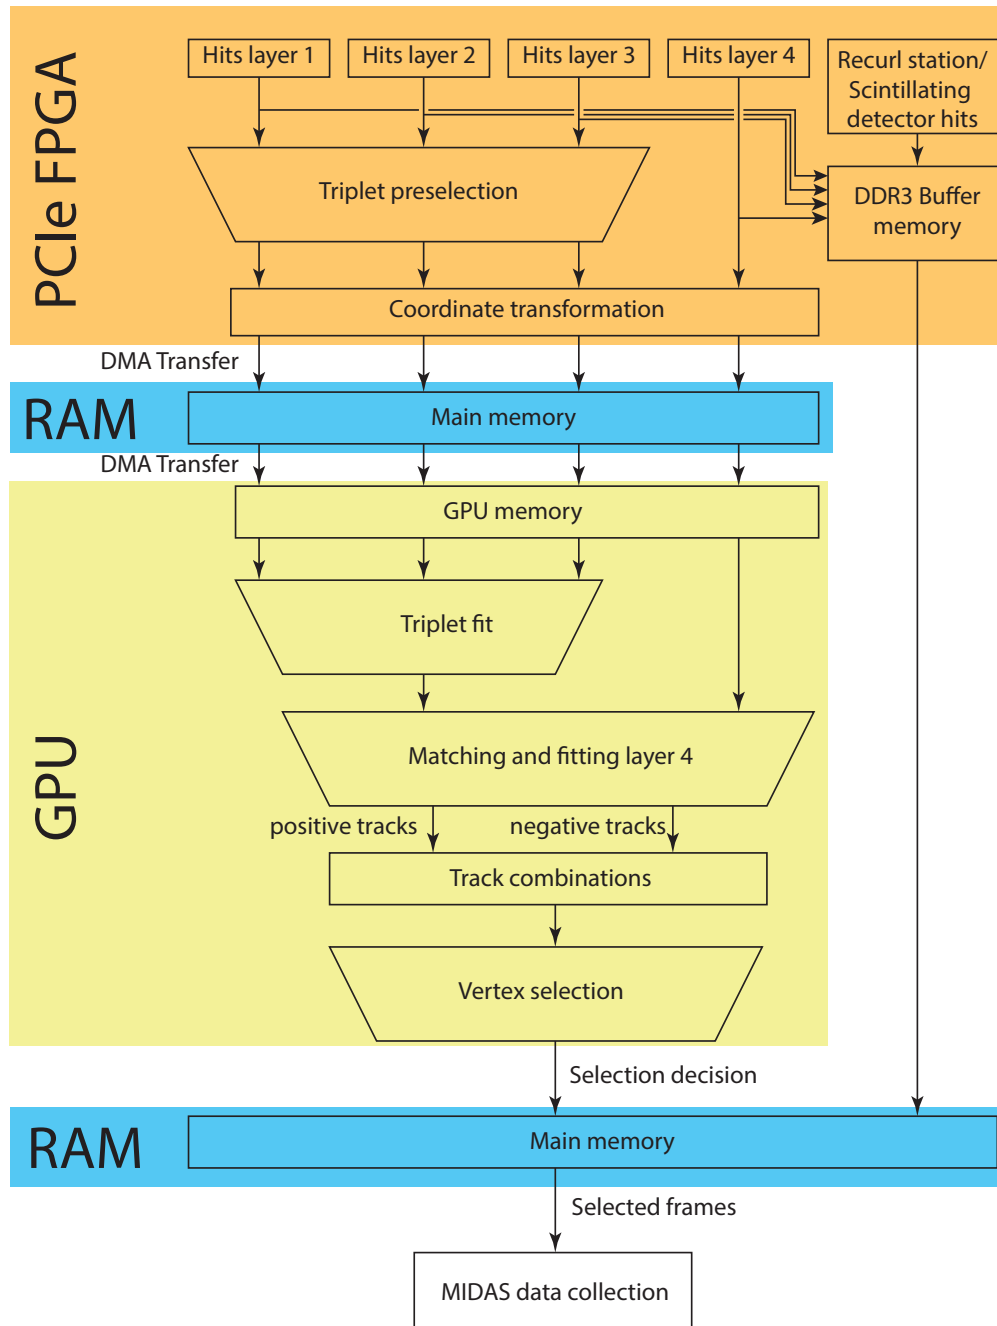 PCIe FPGA
Hits layer 1
Hits layer 2
Hits layer 3
Hits layer 4
Recurl station/
Scintillating
detector hits
Triplet preselection
DDR3 Buffer
memory
Coordinate transformation
DMA Transfer
RAM
Main memory
DMA Transfer
GPU
GPU memory
Triplet fit
Matching and fitting layer 4
positive tracks
negative tracks
Track combinations
Vertex selection
Selection decision
RAM
Main memory
Selected frames
MIDAS data collection